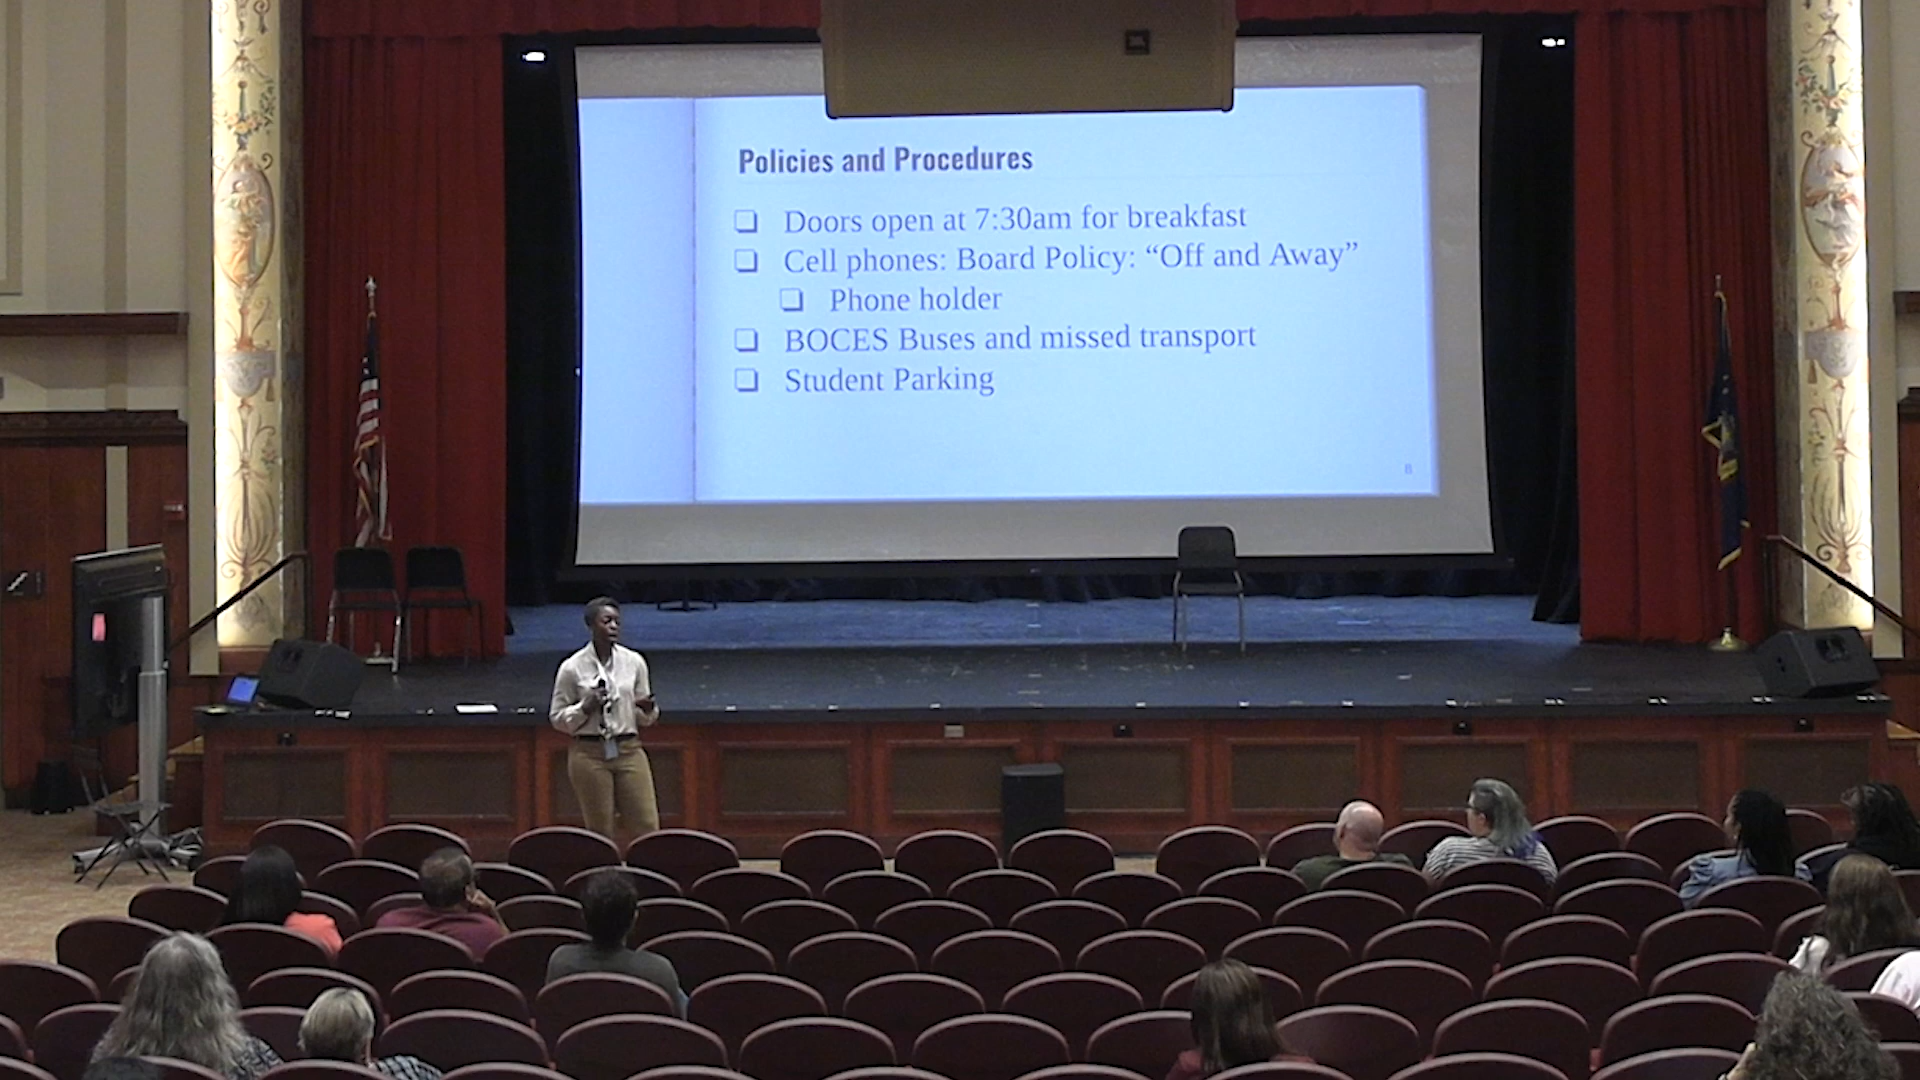 Policies and Procedures
❏ Doors open at 7:30am for breakfast
❏ Cell phones: Board Policy: “Off and Away”
❏ Phone holder
❏ BOCES Buses and missed transport
❏ Student Parking
8